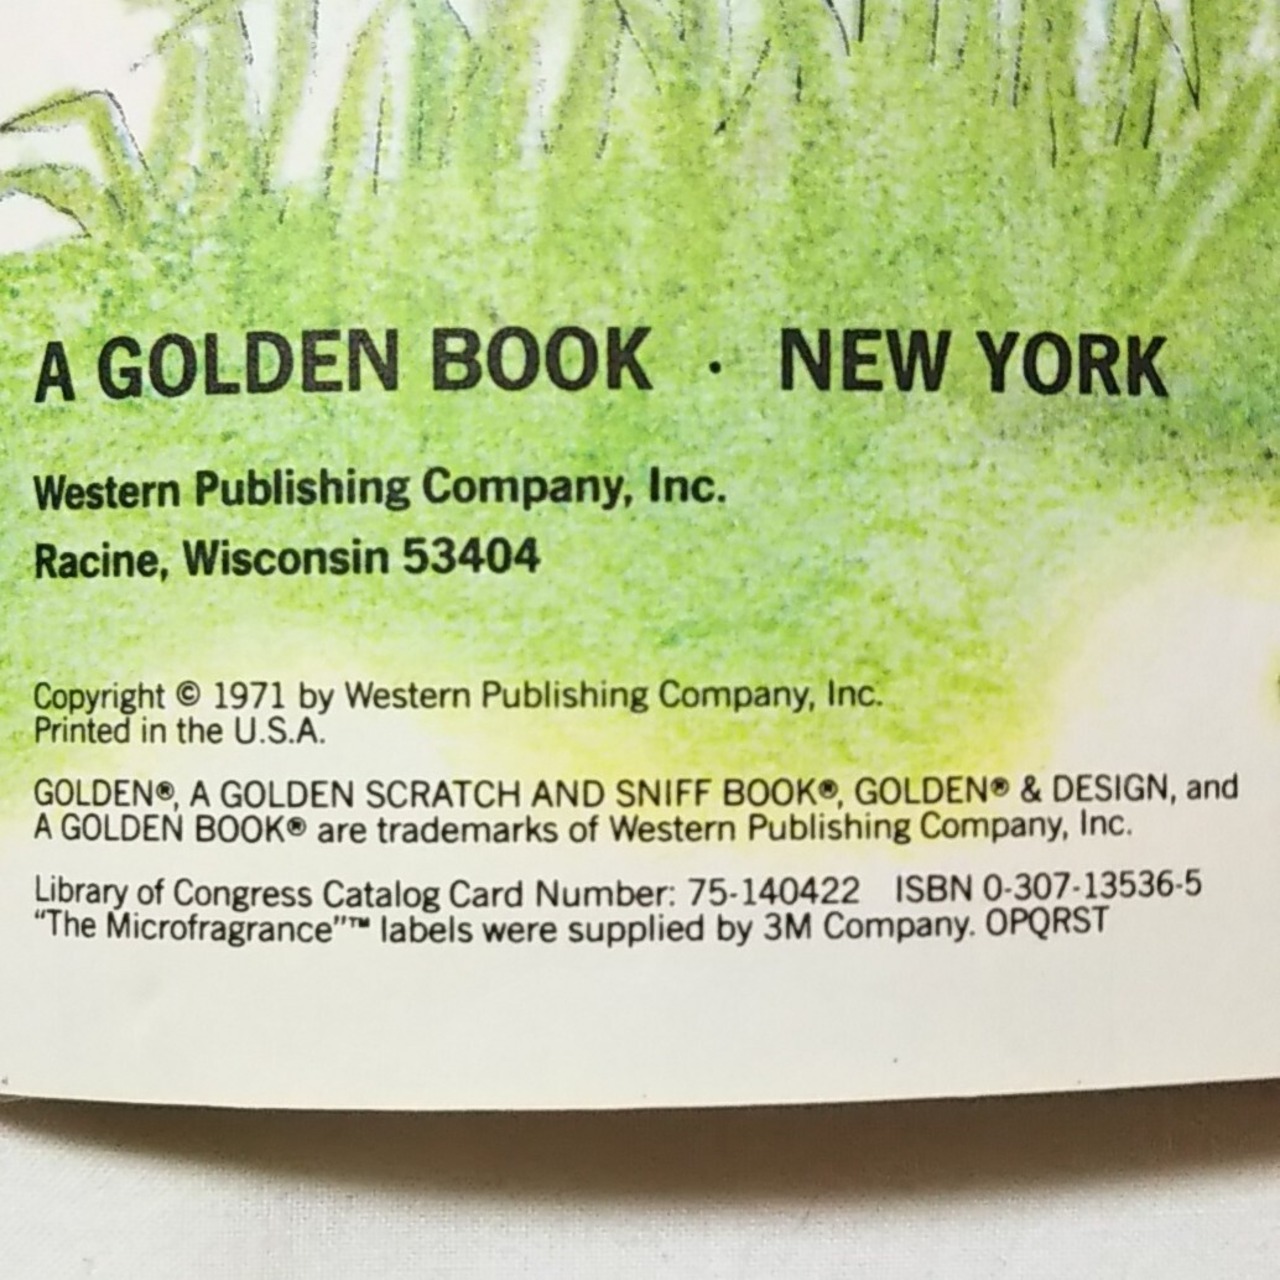 A GOLDEN BOOK · NEW YORK
Western Publishing Company, Inc.
Racine, Wisconsin 53404
Copyright © 1971 by Western Publishing Company, Inc.
Printed in the U.S.A.
GOLDEN®, A GOLDEN SCRATCH AND SNIFF BOOK®, GOLDEN® & DESIGN, and
A GOLDEN BOOK® are trademarks of Western Publishing Company, Inc.
Library of Congress Catalog Card Number: 75-140422 ISBN 0-307-13536-5
“The Microfragrance”™ labels were supplied by 3M Company. OPQRST